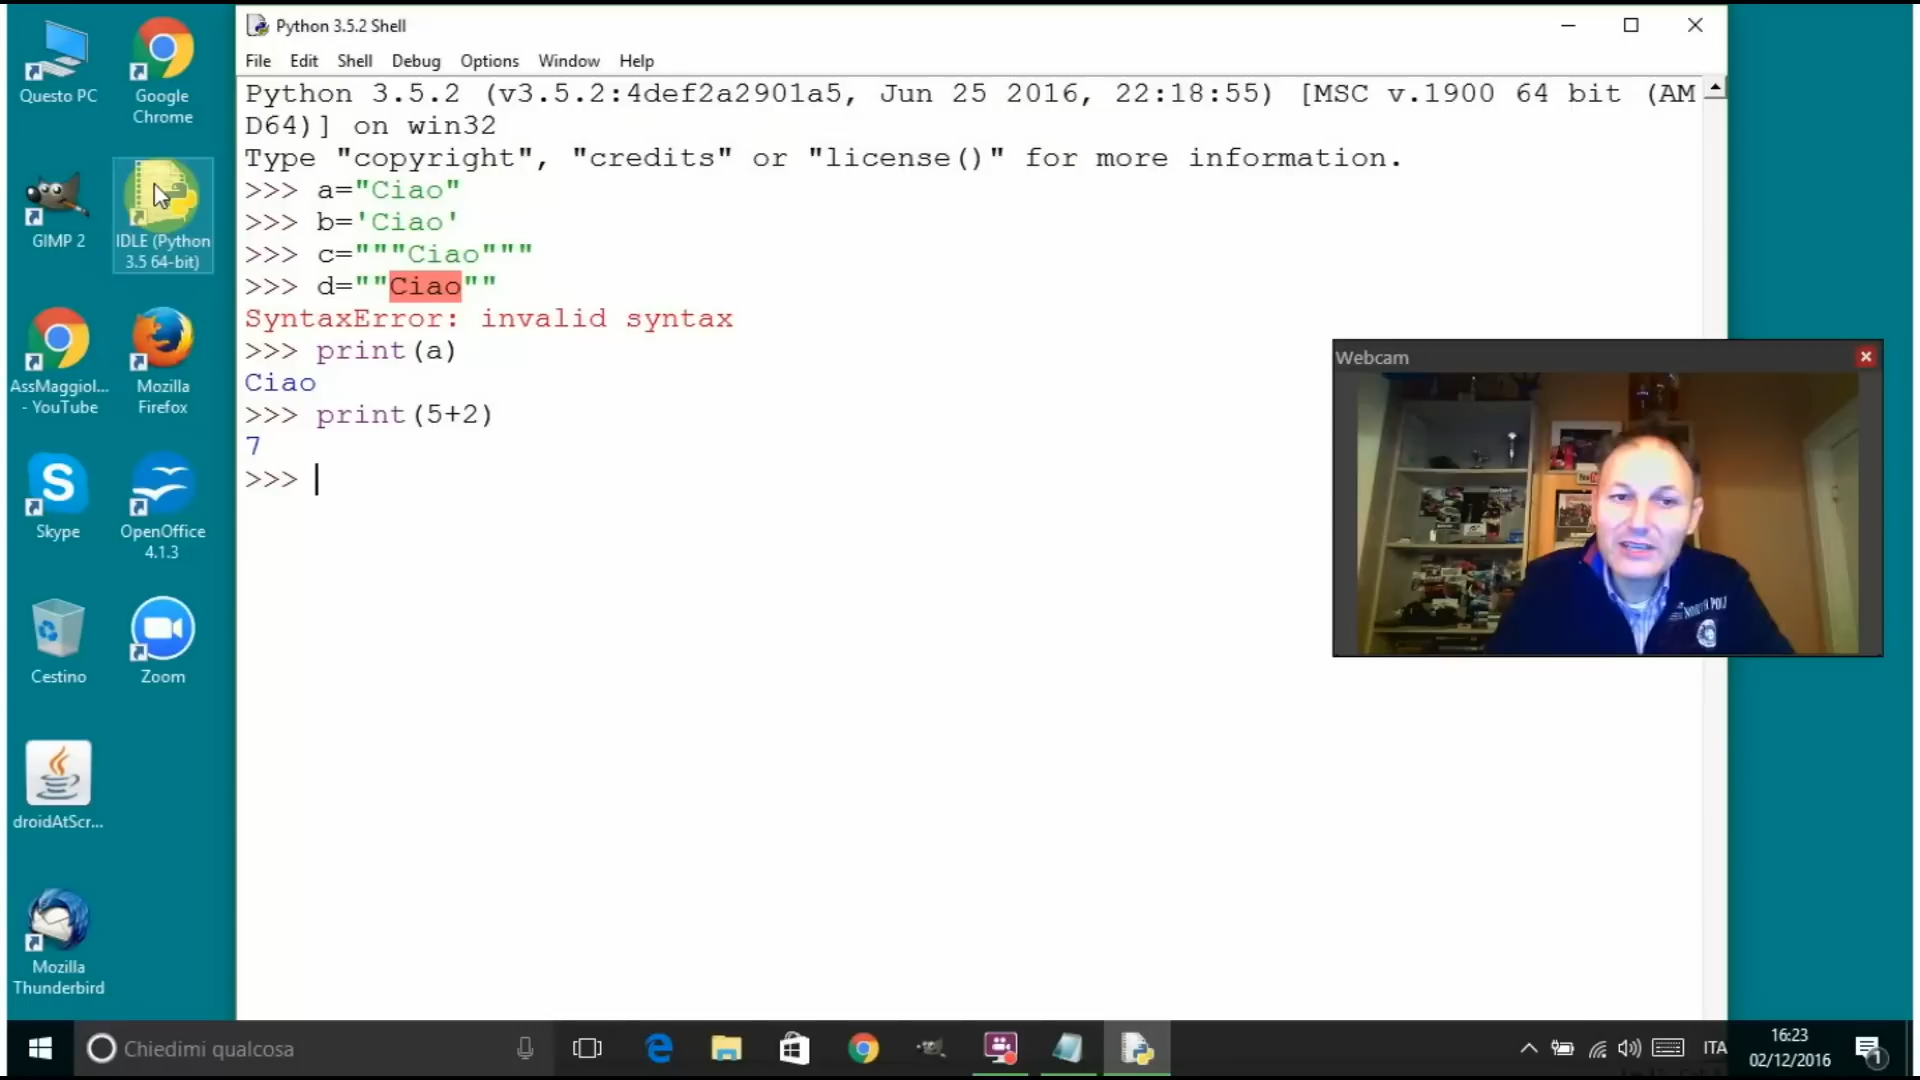 Python 3.5.2 Shell
File Edit Shell Debug Options Window Help
Python 3.5.2 (v3.5.2:4def2a2901a5, Jun 25 2016, 22:18:55) [MSC v.1900 64 bit (AM
D64)] on win32
Type "copyright", "credits" or "license()" for more information.
>>> a="Ciao"
>>> b='Ciao'
>>> c="""Ciao"""
>>> d=""Ciao""
SyntaxError: invalid syntax
>>> print(a)
Ciao
>>> print(5+2)
7
>>>
Questo PC
Google
Chrome
GIMP 2
IDLE (Python
3.5 64-bit)
AssMaggiol...
- YouTube
Mozilla
Firefox
Skype
OpenOffice
4.1.3
Cestino
Zoom
droidAtScr...
Mozilla
Thunderbird
Webcam
Chiedimi qualcosa
ITA
16:23
02/12/2016
1